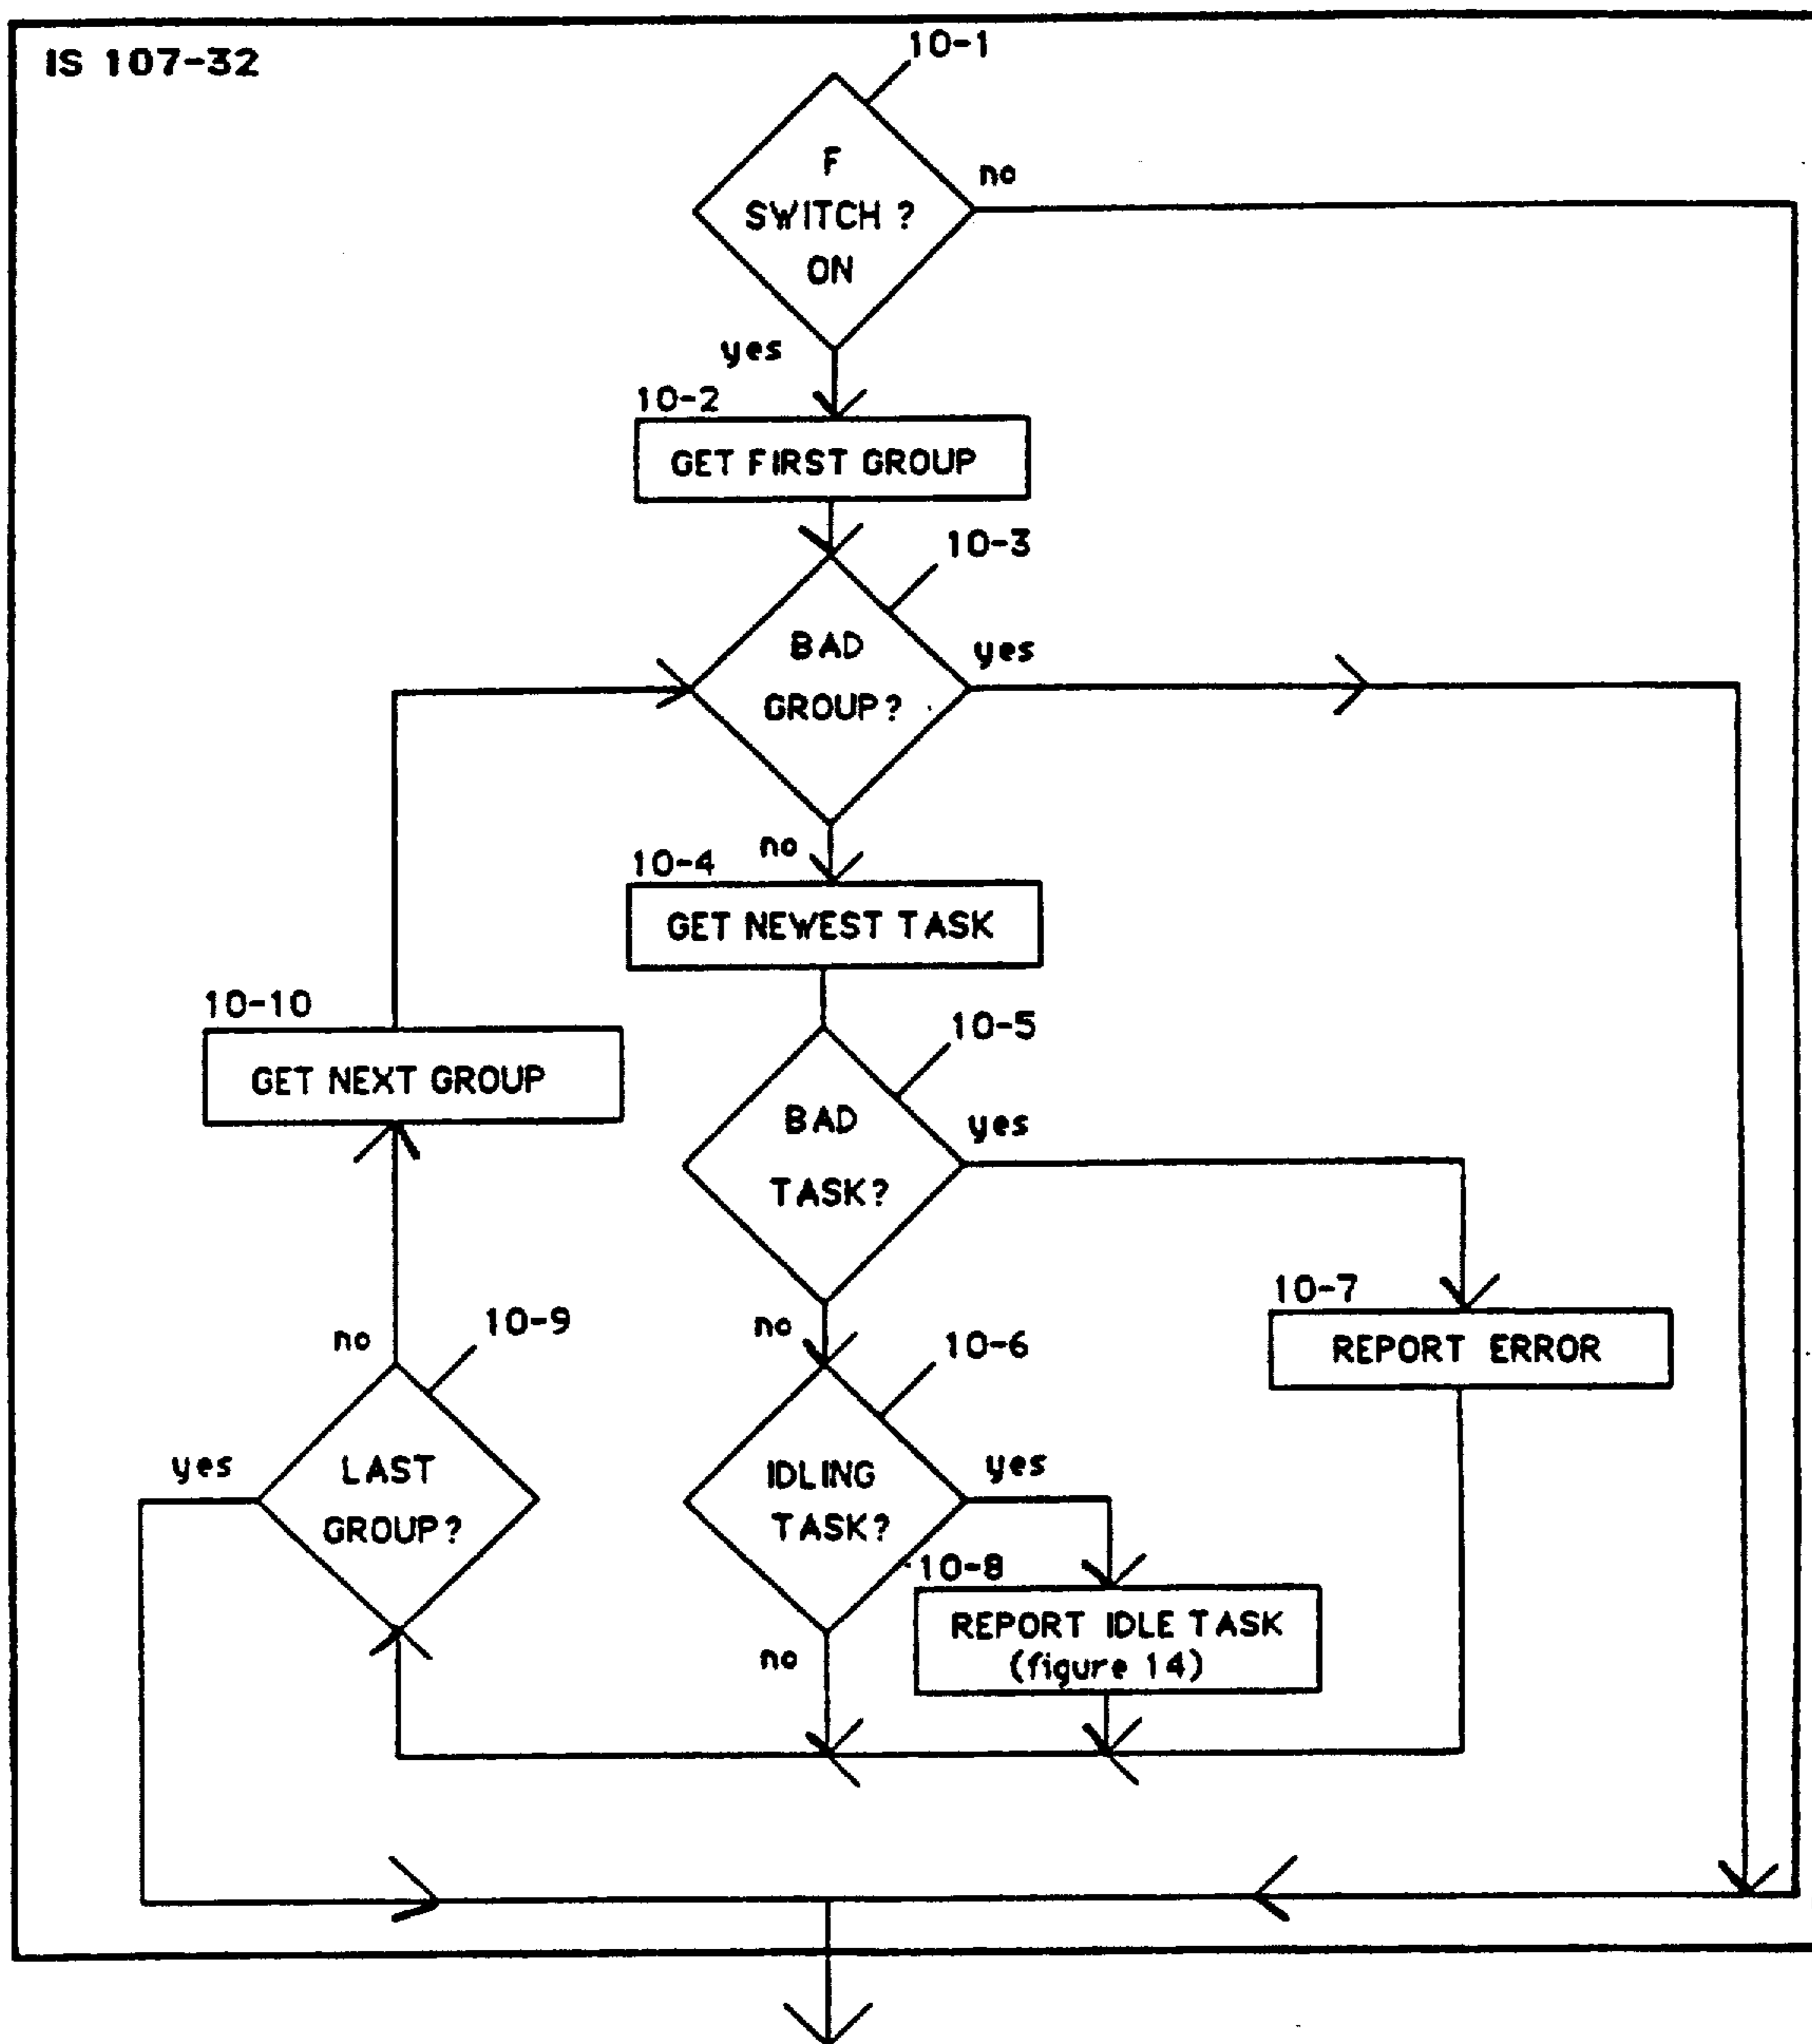 IS 107-32
10-1
F
SWITCH ?
ON
no
yes
10-2
GET FIRST GROUP
10-3
BAD
GROUP?
yes
no
10-4
GET NEWEST TASK
10-10
GET NEXT GROUP
10-5
BAD
TASK?
yes
no
10-7
REPORT ERROR
10-9
no
LAST
GROUP?
yes
10-6
IDLING
TASK?
yes
no
10-8
REPORT IDLE TASK
(figure 14)